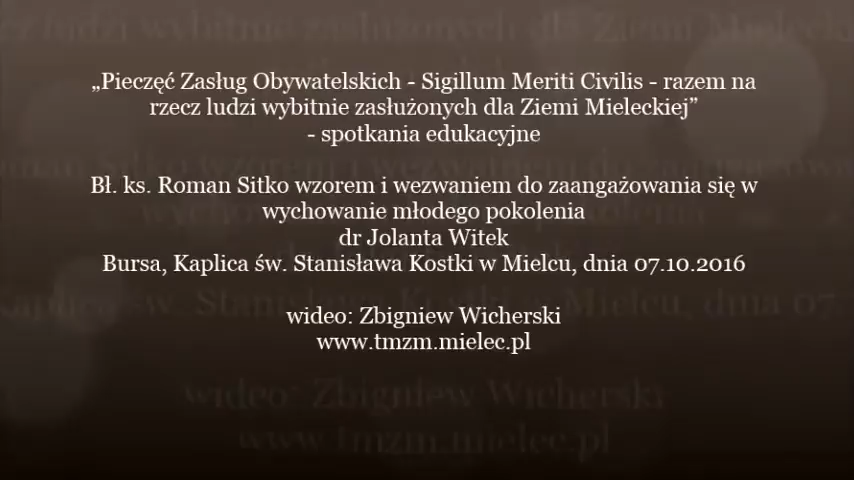 „Pieczęć Zasług Obywatelskich - Sigillum Meriti Civilis - razem na
rzecz ludzi wybitnie zasłużonych dla Ziemi Mieleckiej”
- spotkania edukacyjne
Bł. ks. Roman Sitko wzorem i wezwaniem do zaangażowania się w
wychowanie młodego pokolenia
dr Jolanta Witek
Bursa, Kaplica św. Stanisława Kostki w Mielcu, dnia 07.10.2016
wideo: Zbigniew Wicherski
www.tmzm.mielec.pl